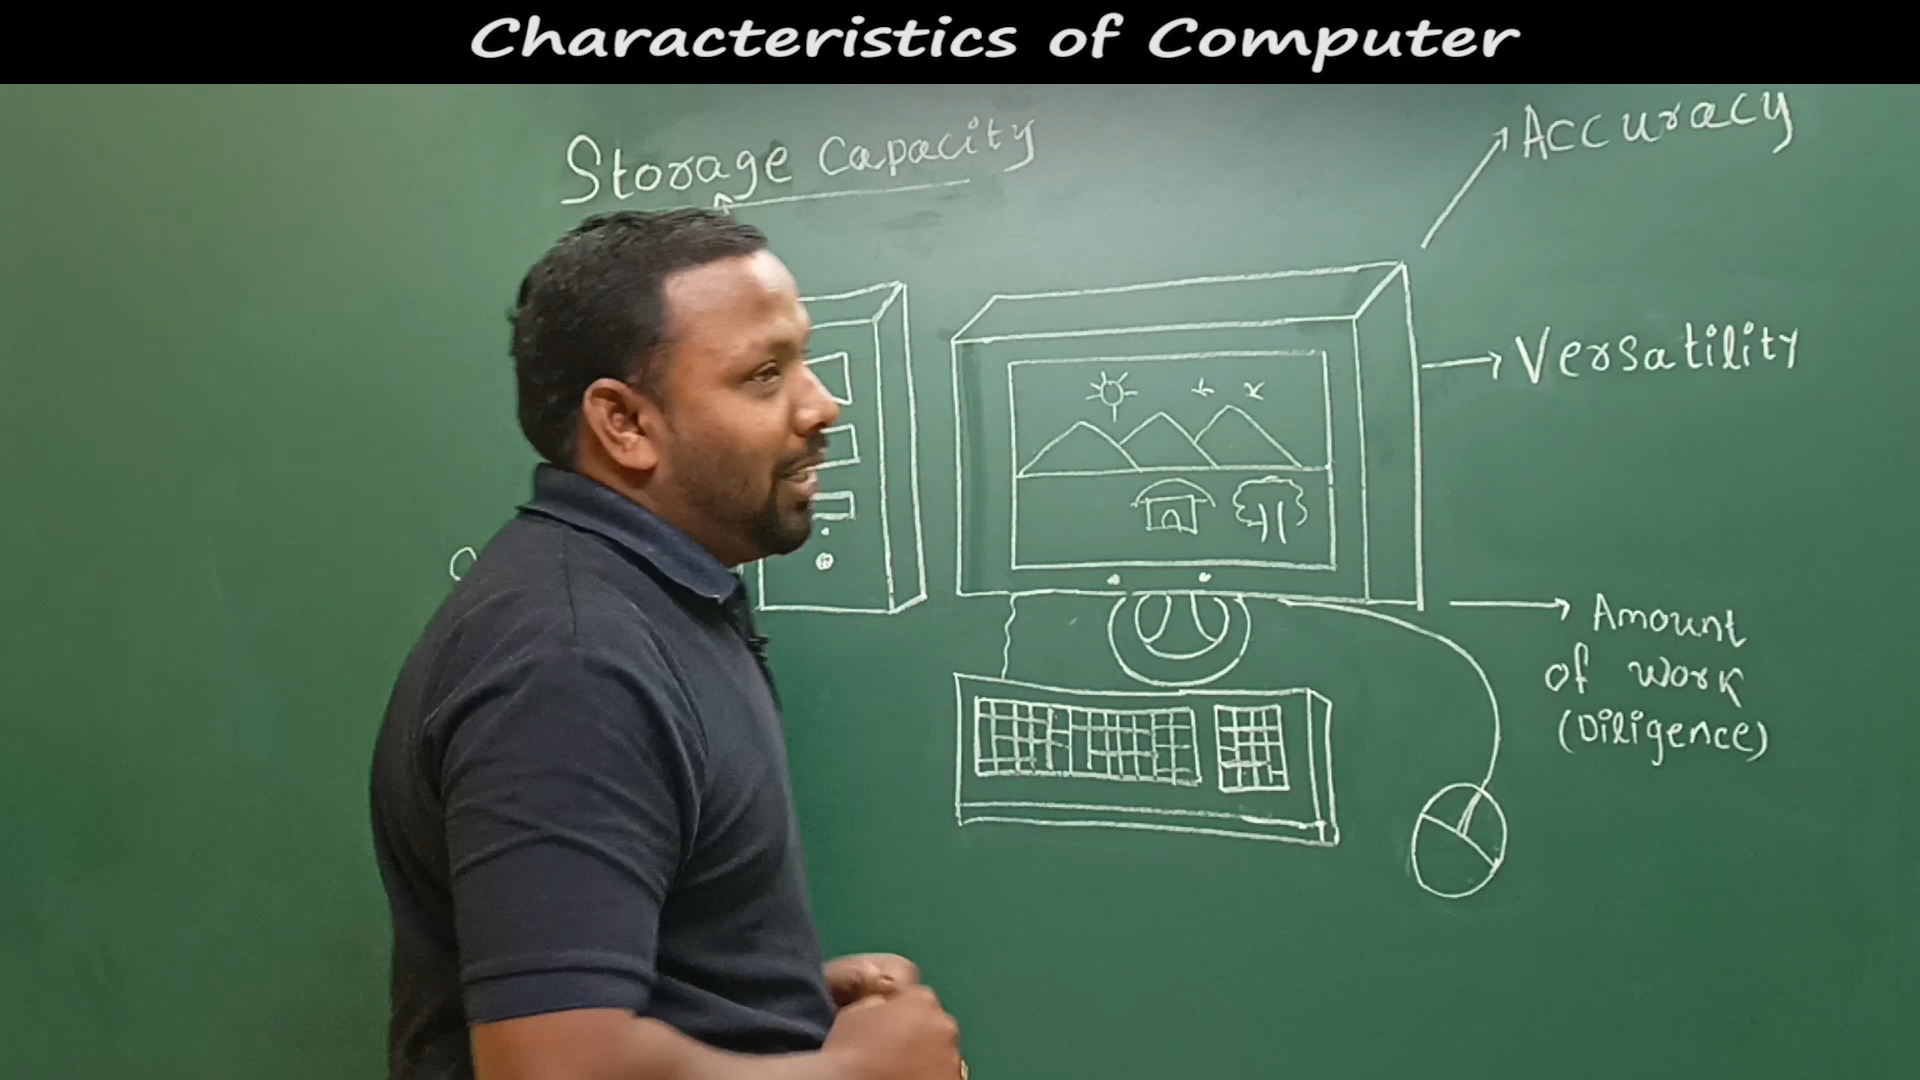 Characteristics of Computer
Storage Capacity
Accuracy
Versatility
Amount
of work
(Diligence)